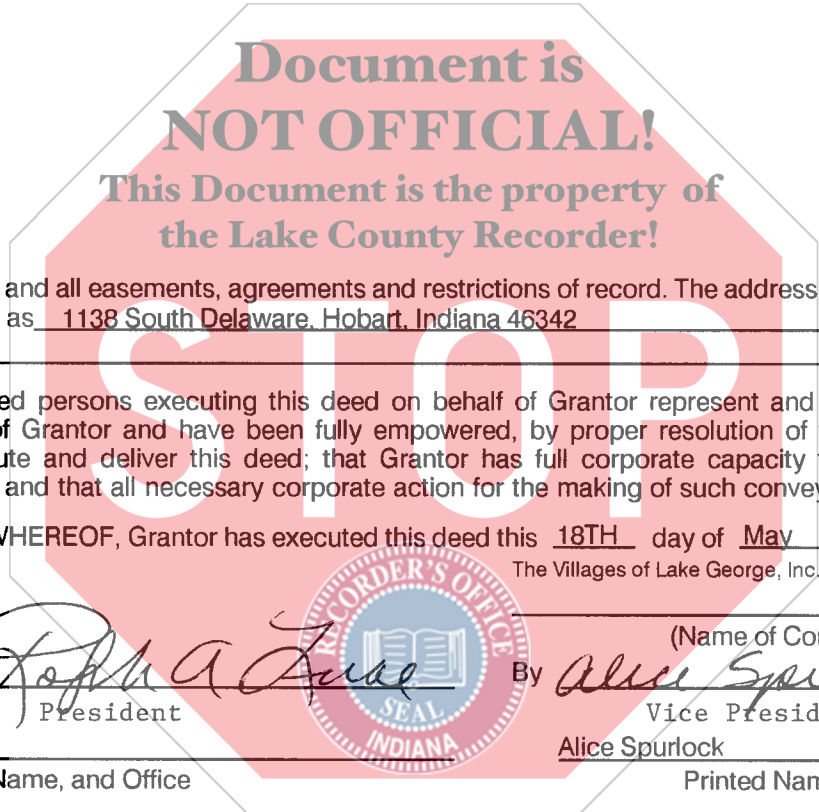 Document is
NOT OFFICIAL!
This Document is the property of
the Lake County Recorder!
STOP
and all easements, agreements and restrictions of record. The address
as 1138 South Delaware, Hobart, Indiana 46342
ed persons executing this deed on behalf of Grantor represent and
of Grantor and have been fully empowered, by proper resolution of
ute and deliver this deed; that Grantor has full corporate capacity
and that all necessary corporate action for the making of such convey
WHEREOF, Grantor has executed this deed this 18TH day of May
The Villages of Lake George, Inc.
RECORDER'S OFFICE
SEAL
INDIANA
(Name of Co
By Alice Spu
President
Vice Presid
Alice Spurlock
Name, and Office
Printed Nam